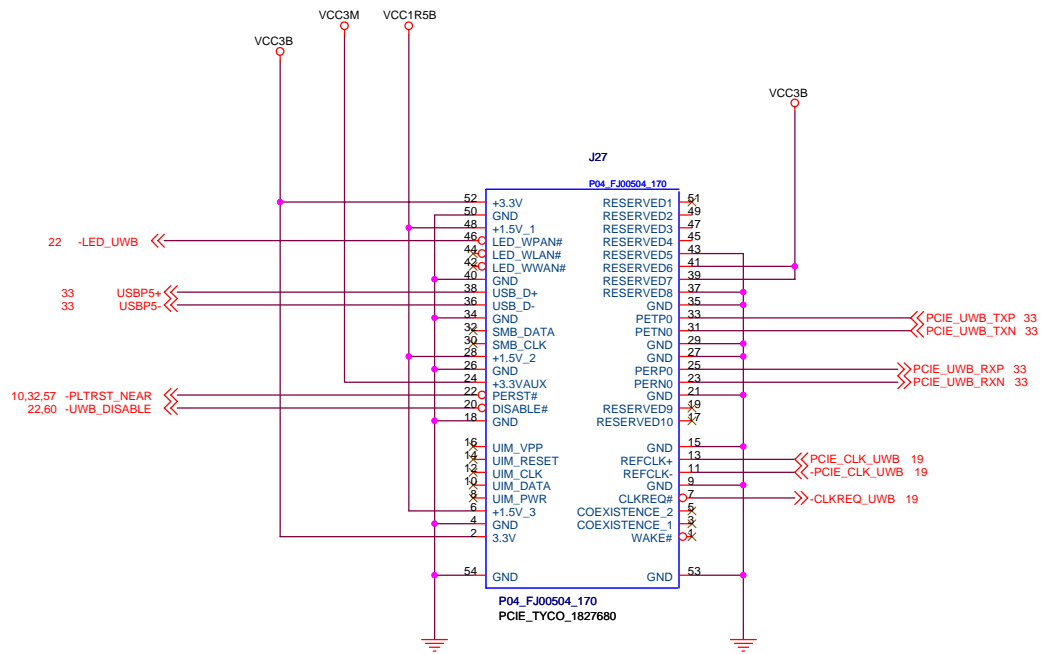 VCC3M VCC1R5B
VCC3B
VCC3B
J27
P04_FJ00504_170
52 +3.3V RESERVED1 51
50 GND RESERVED2 49
48 +1.5V_1 RESERVED3 47
22 -LED_UWB 46 LED_WPAN# RESERVED4 45
44 LED_WLAN# RESERVED5 43
42 LED_WWAN# RESERVED6 41
40 GND RESERVED7 39
33 USBP5+ 38 USB_D+ RESERVED8 37
33 USBP5- 36 USB_D- GND 35
34 GND PETP0 33 PCIE_UWB_TXP 33
32 SMB_DATA PETN0 31 PCIE_UWB_TXN 33
30 SMB_CLK GND 29
28 +1.5V_2 GND 27
26 GND PERP0 25 PCIE_UWB_RXP 33
24 +3.3VAUX PERN0 23 PCIE_UWB_RXN 33
10,32,57 -PLTRST_NEAR 22 PERST# GND 21
22,60 -UWB_DISABLE 20 DISABLE# RESERVED9 19
18 GND RESERVED10 17
16 UIM_VPP GND 15
14 UIM_RESET REFCLK+ 13 PCIE_CLK_UWB 19
12 UIM_CLK REFCLK- 11 -PCIE_CLK_UWB 19
10 UIM_DATA GND 9
8 UIM_PWR CLKREQ# 7 -CLKREQ_UWB 19
6 +1.5V_3 COEXISTENCE_2 5
4 GND COEXISTENCE_1 3
2 3.3V WAKE# 1
54 GND GND 53
P04_FJ00504_170
PCIE_TYCO_1827680